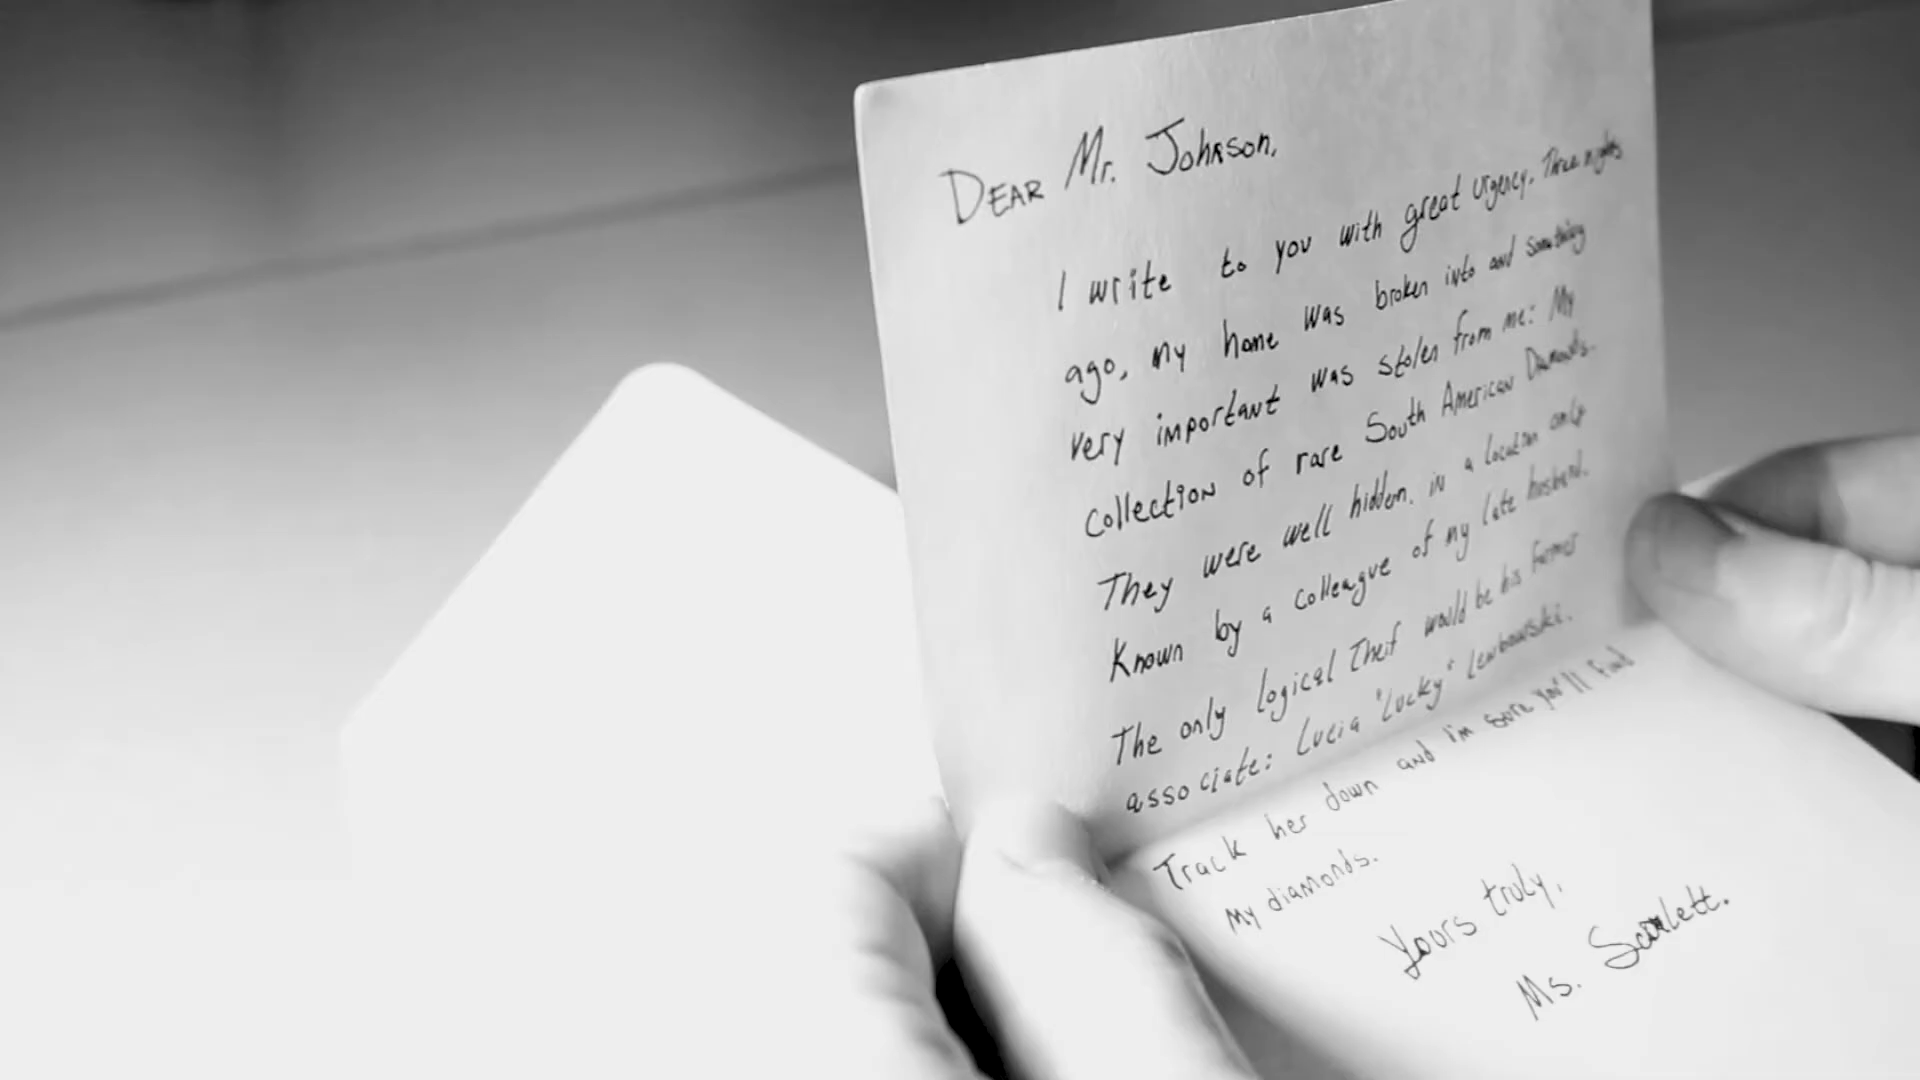 DEAR Mr. Johnson,
I write to you with great urgency. Three nights
ago, my home was broken into and something
very important was stolen from me: My
collection of rare South American Diamonds.
They were well hidden, in a location only
known by a colleague of my late husband.
The only logical Theif would be his former
associate: Lucia "Lucky" Lewbowski.
Track her down and I'm sure you'll find
my diamonds.
Yours truly,
Ms. Scarlett.